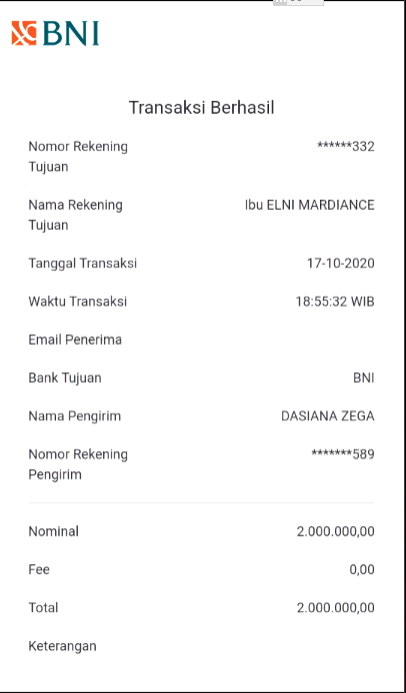 BNI
Transaksi Berhasil
Nomor Rekening Tujuan ******332
Nama Rekening Tujuan Ibu ELNI MARDIANCE
Tanggal Transaksi 17-10-2020
Waktu Transaksi 18:55:32 WIB
Email Penerima
Bank Tujuan BNI
Nama Pengirim DASIANA ZEGA
Nomor Rekening Pengirim *******589
Nominal 2.000.000,00
Fee 0,00
Total 2.000.000,00
Keterangan